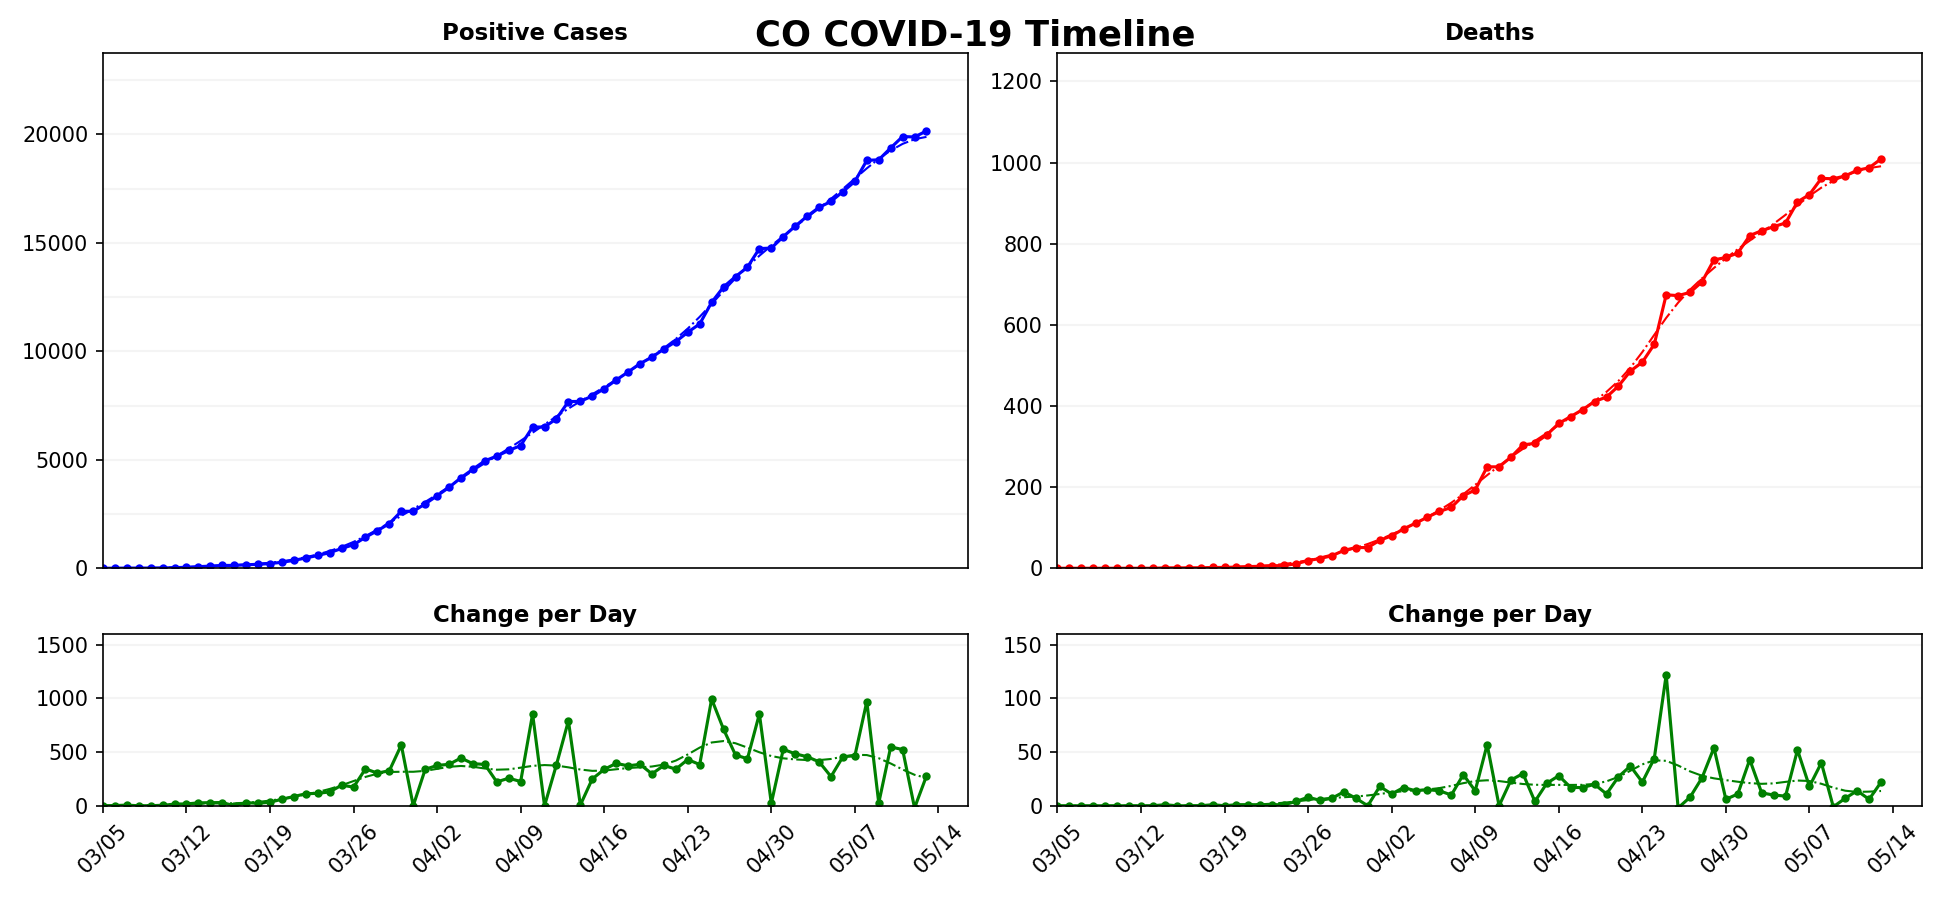 CO COVID-19 Timeline
Positive Cases
Deaths
20000
15000
10000
5000
0
1200
1000
800
600
400
200
0
Change per Day
Change per Day
1500
1000
500
0
150
100
50
0
03/05 03/12 03/19 03/26 04/02 04/09 04/16 04/23 04/30 05/07 05/14
03/05 03/12 03/19 03/26 04/02 04/09 04/16 04/23 04/30 05/07 05/14